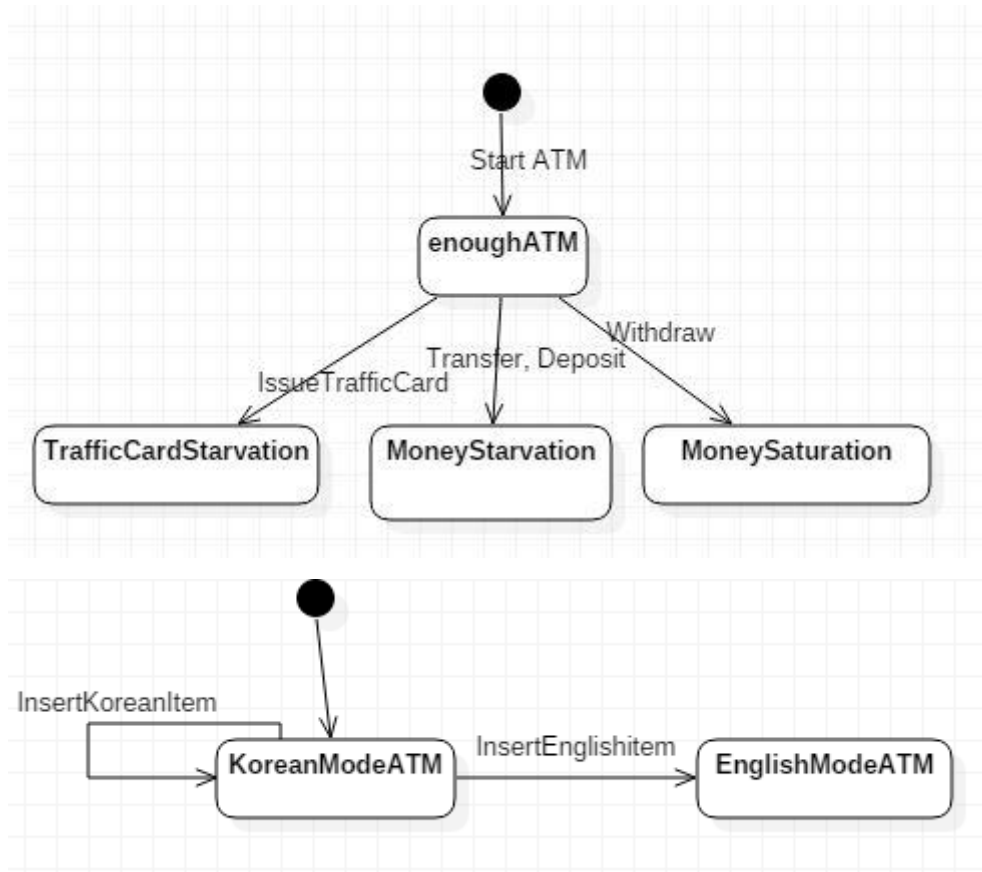 Start ATM
enoughATM
Withdraw
Transfer, Deposit
IssueTrafficCard
TrafficCardStarvation
MoneyStarvation
MoneySaturation
InsertKoreanItem
InsertEnglishitem
KoreanModeATM
EnglishModeATM